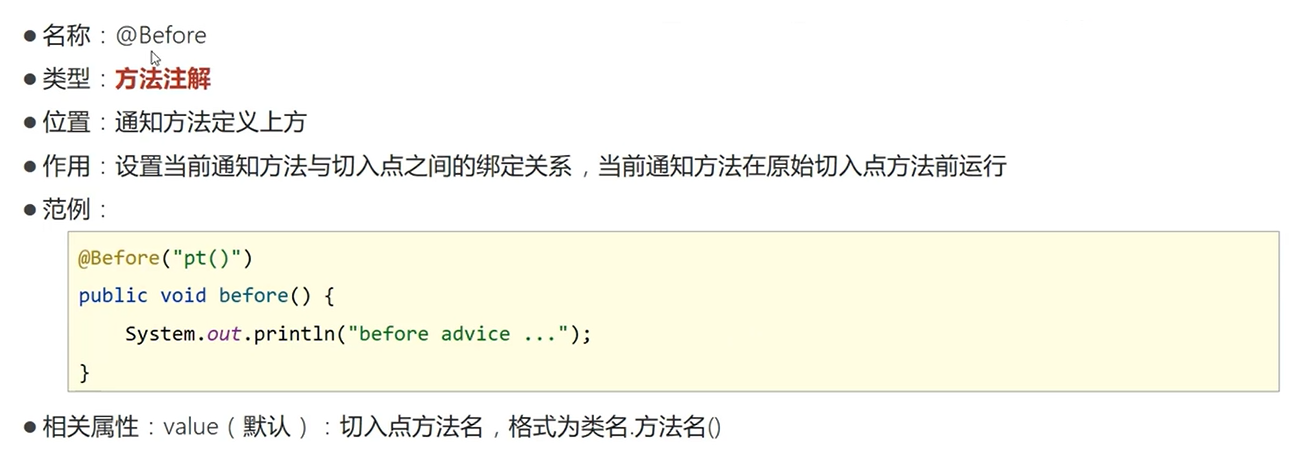 ● 名称：@Before
● 类型：方法注解
● 位置：通知方法定义上方
● 作用：设置当前通知方法与切入点之间的绑定关系，当前通知方法在原始切入点方法前运行
● 范例：
@Before("pt()")
public void before() {
    System.out.println("before advice ...");
}
● 相关属性：value（默认）：切入点方法名，格式为类名.方法名()